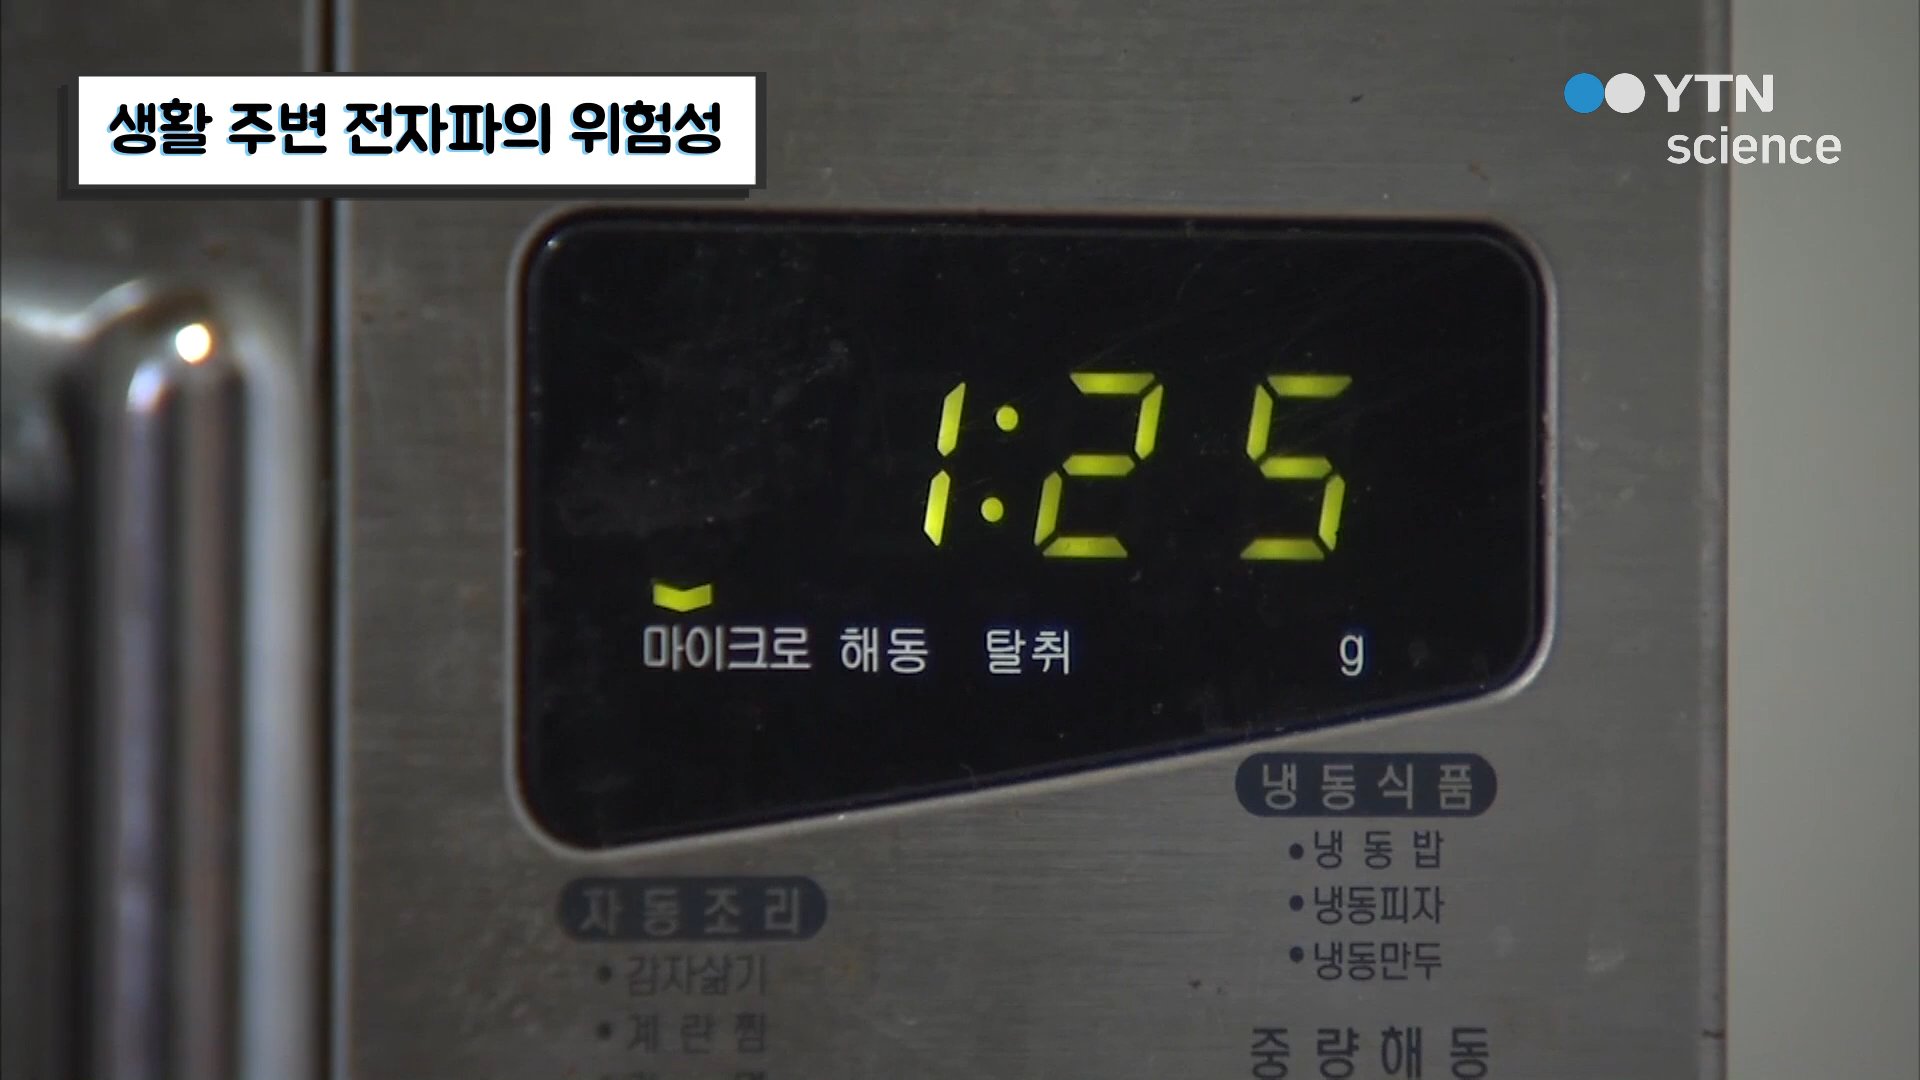 생활 주변 전자파의 위험성
YTN
science
1:25
마이크로 해동 탈취 g
냉동식품
•냉동밥
•냉동피자
•냉동만두
자동조리
•감자삶기
•계란찜
중량해동